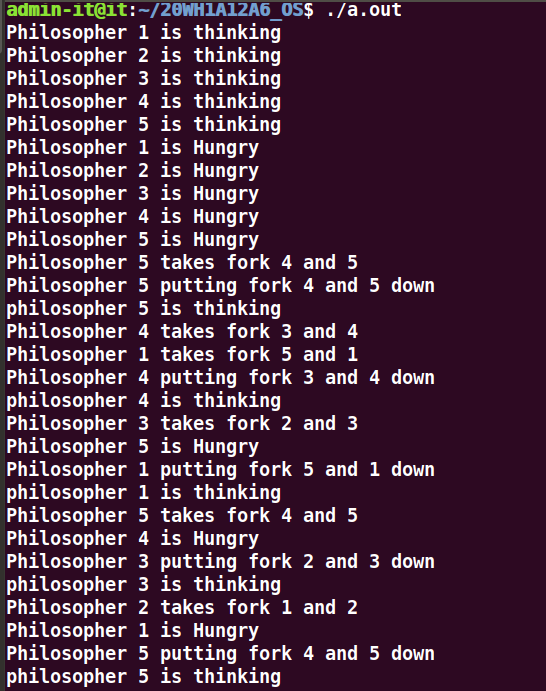 admin-it@it:~/20WH1A12A6_OS$ ./a.out
Philosopher 1 is thinking
Philosopher 2 is thinking
Philosopher 3 is thinking
Philosopher 4 is thinking
Philosopher 5 is thinking
Philosopher 1 is Hungry
Philosopher 2 is Hungry
Philosopher 3 is Hungry
Philosopher 4 is Hungry
Philosopher 5 is Hungry
Philosopher 5 takes fork 4 and 5
Philosopher 5 putting fork 4 and 5 down
philosopher 5 is thinking
Philosopher 4 takes fork 3 and 4
Philosopher 1 takes fork 5 and 1
Philosopher 4 putting fork 3 and 4 down
philosopher 4 is thinking
Philosopher 3 takes fork 2 and 3
Philosopher 5 is Hungry
Philosopher 1 putting fork 5 and 1 down
philosopher 1 is thinking
Philosopher 5 takes fork 4 and 5
Philosopher 4 is Hungry
Philosopher 3 putting fork 2 and 3 down
philosopher 3 is thinking
Philosopher 2 takes fork 1 and 2
Philosopher 1 is Hungry
Philosopher 5 putting fork 4 and 5 down
philosopher 5 is thinking